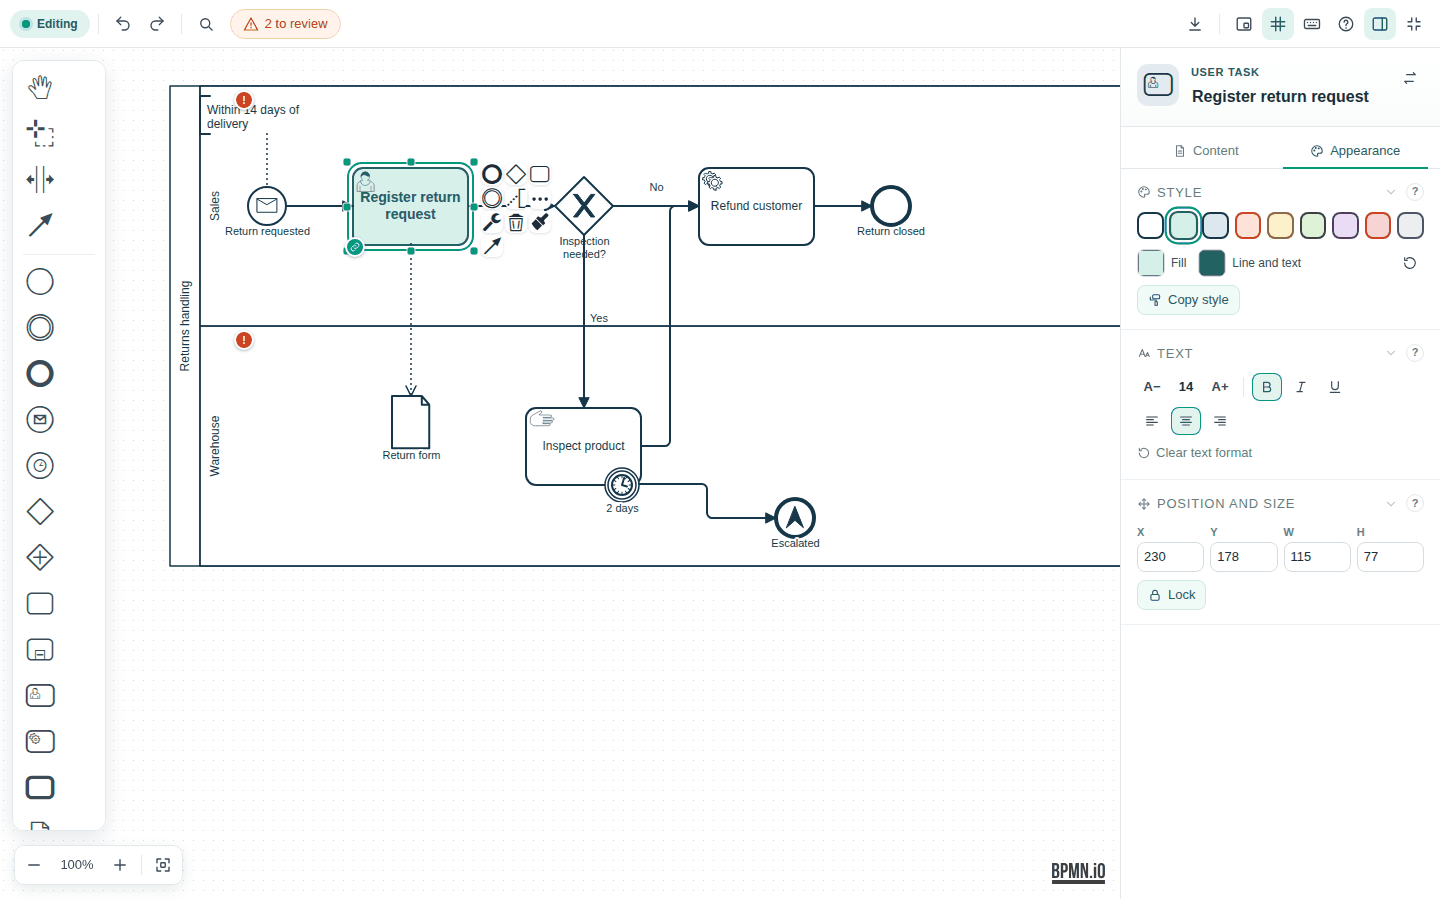 Editing
2 to review
USER TASK
Register return request
Content
Appearance
STYLE
?
Fill
Line and text
Copy style
TEXT
?
A−
14
A+
B
I
U
Clear text format
POSITION AND SIZE
?
X
Y
W
H
230
178
115
77
Lock
Returns handling
Sales
Warehouse
!
Within 14 days of
delivery
Return requested
Register return
request
Inspection
needed?
No
Yes
Refund customer
Return closed
!
Return form
Inspect product
2 days
Escalated
100%
BPMN.iO